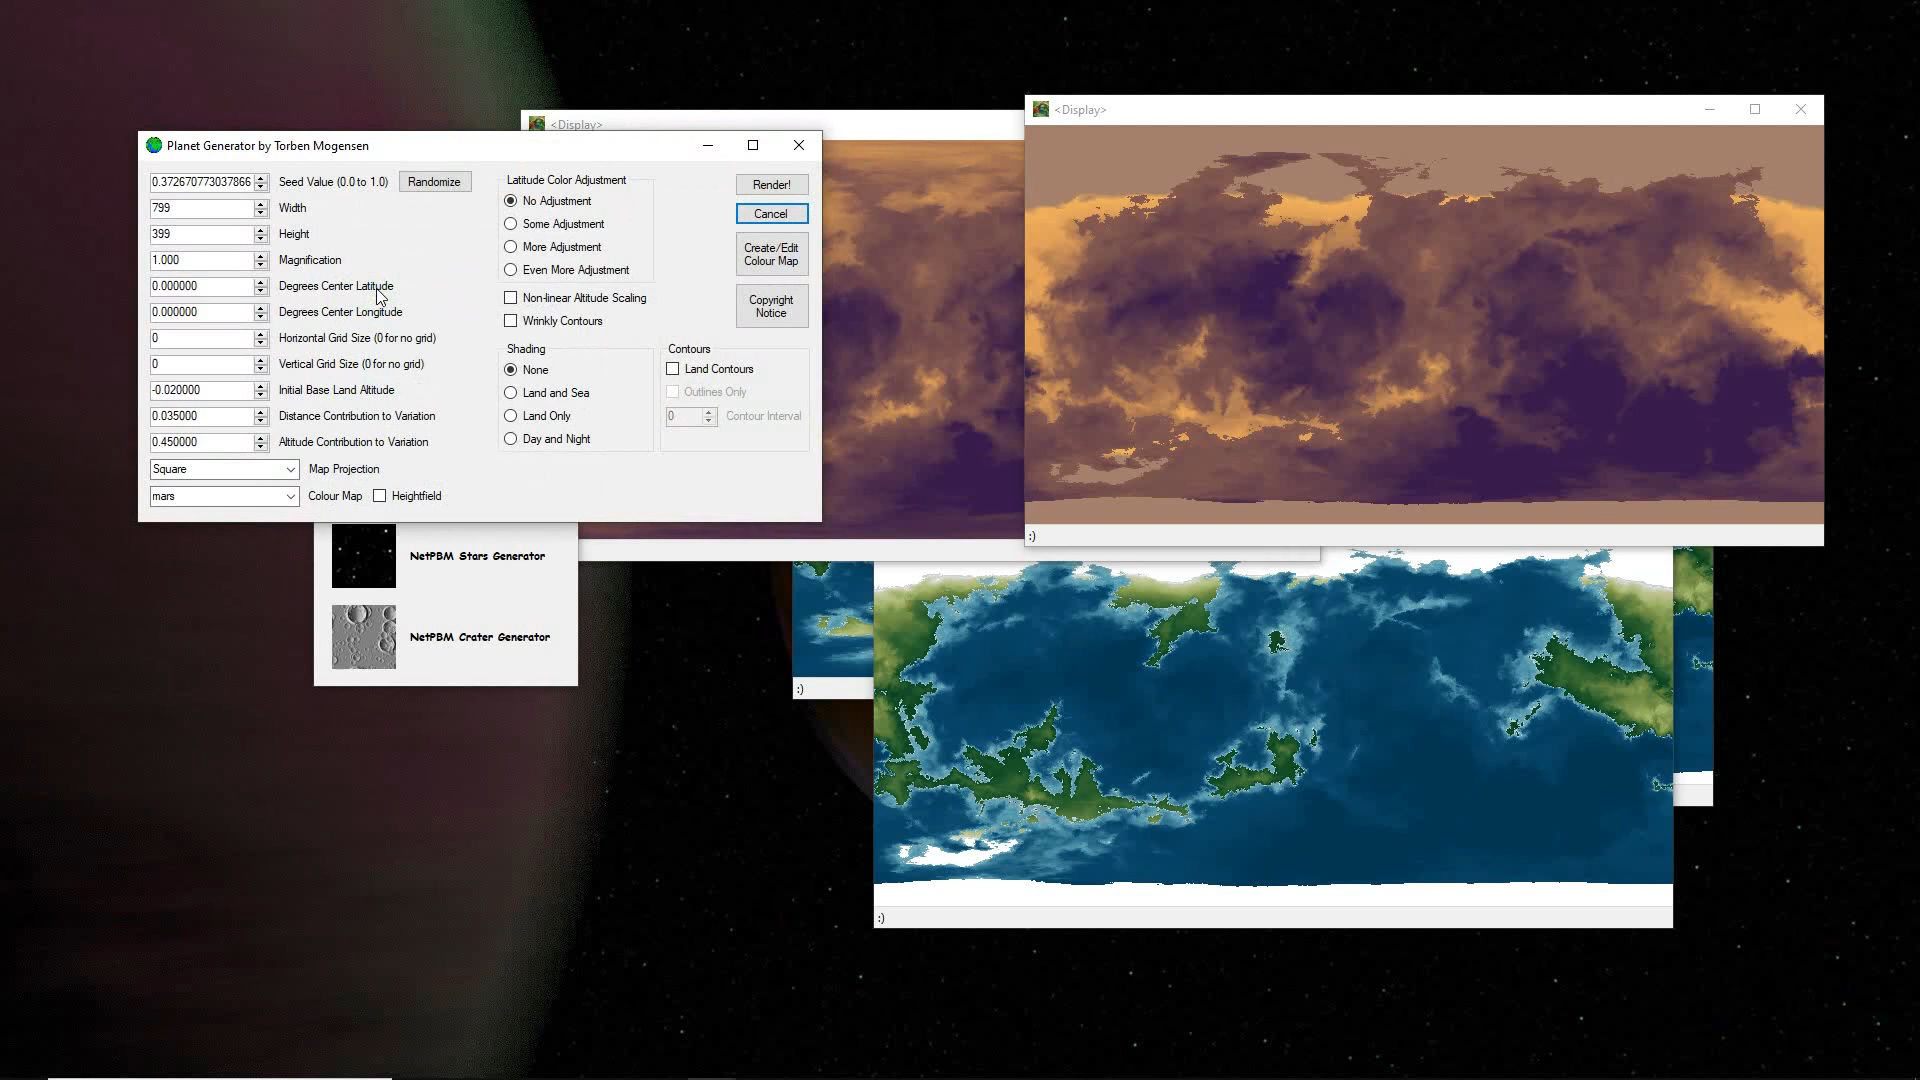 <Display>
<Display>
Planet Generator by Torben Mogensen
0.372670773037866 Seed Value (0.0 to 1.0) Randomize
799 Width
399 Height
1.000 Magnification
0.000000 Degrees Center Latitude
0.000000 Degrees Center Longitude
0 Horizontal Grid Size (0 for no grid)
0 Vertical Grid Size (0 for no grid)
-0.020000 Initial Base Land Altitude
0.035000 Distance Contribution to Variation
0.450000 Altitude Contribution to Variation
Square Map Projection
mars Colour Map Heightfield
Latitude Color Adjustment
No Adjustment
Some Adjustment
More Adjustment
Even More Adjustment
Non-linear Altitude Scaling
Wrinkly Contours
Shading
None
Land and Sea
Land Only
Day and Night
Contours
Land Contours
Outlines Only
0 Contour Interval
Render!
Cancel
Create/Edit
Colour Map
Copyright
Notice
:)
NetPBM Stars Generator
NetPBM Crater Generator
:)
:)